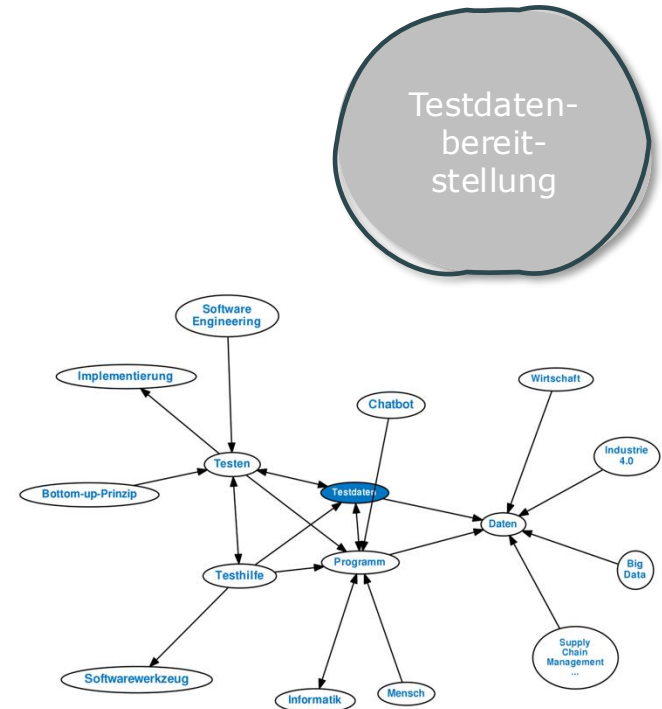 Testdaten-
bereit-
stellung
Software
Engineering
Implementierung
Wirtschaft
Chatbot
Industrie
4.0
Testen
Bottom-up-Prinzip
Testdaten
Daten
Programm
Testhilfe
Big
Data
Supply
Chain
Management
...
Softwarewerkzeug
Informatik
Mensch